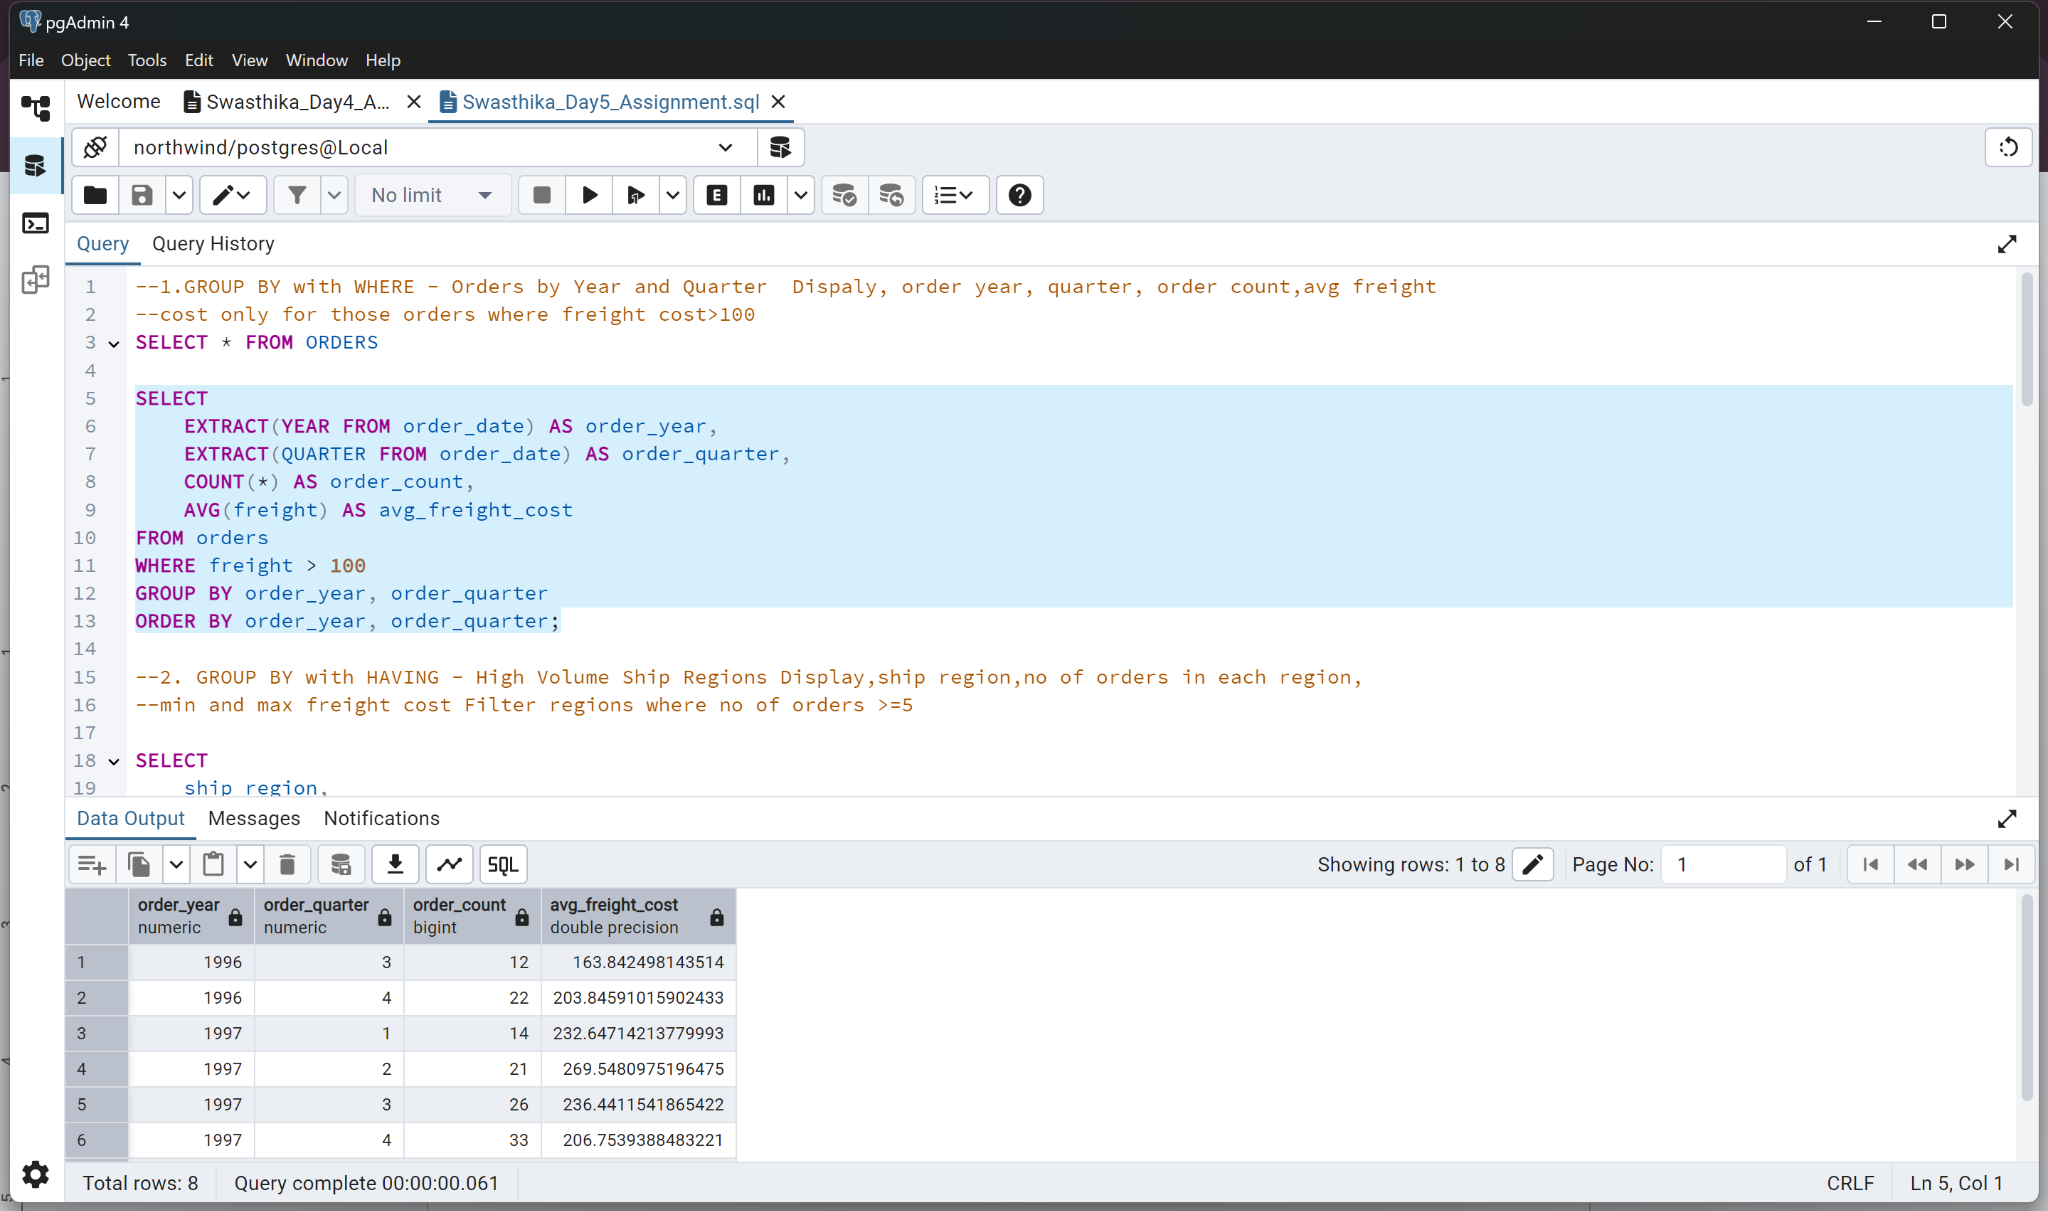 pgAdmin 4
File Object Tools Edit View Window Help
Welcome Swasthika_Day4_A... Swasthika_Day5_Assignment.sql
northwind/postgres@Local
No limit E
Query Query History
1 --1.GROUP BY with WHERE - Orders by Year and Quarter  Dispaly, order year, quarter, order count,avg freight
2 --cost only for those orders where freight cost>100
3 SELECT * FROM ORDERS
4
5 SELECT
6 EXTRACT(YEAR FROM order_date) AS order_year,
7 EXTRACT(QUARTER FROM order_date) AS order_quarter,
8 COUNT(*) AS order_count,
9 AVG(freight) AS avg_freight_cost
10 FROM orders
11 WHERE freight > 100
12 GROUP BY order_year, order_quarter
13 ORDER BY order_year, order_quarter;
14
15 --2. GROUP BY with HAVING - High Volume Ship Regions Display,ship region,no of orders in each region,
16 --min and max freight cost Filter regions where no of orders >=5
17
18 SELECT
19 ship_region,
Data Output Messages Notifications
SQL Showing rows: 1 to 8 Page No: 1 of 1
order_year order_quarter order_count avg_freight_cost
numeric numeric bigint double precision
1 1996 3 12 163.842498143514
2 1996 4 22 203.84591015902433
3 1997 1 14 232.64714213779993
4 1997 2 21 269.5480975196475
5 1997 3 26 236.4411541865422
6 1997 4 33 206.7539388483221
Total rows: 8 Query complete 00:00:00.061 CRLF Ln 5, Col 1